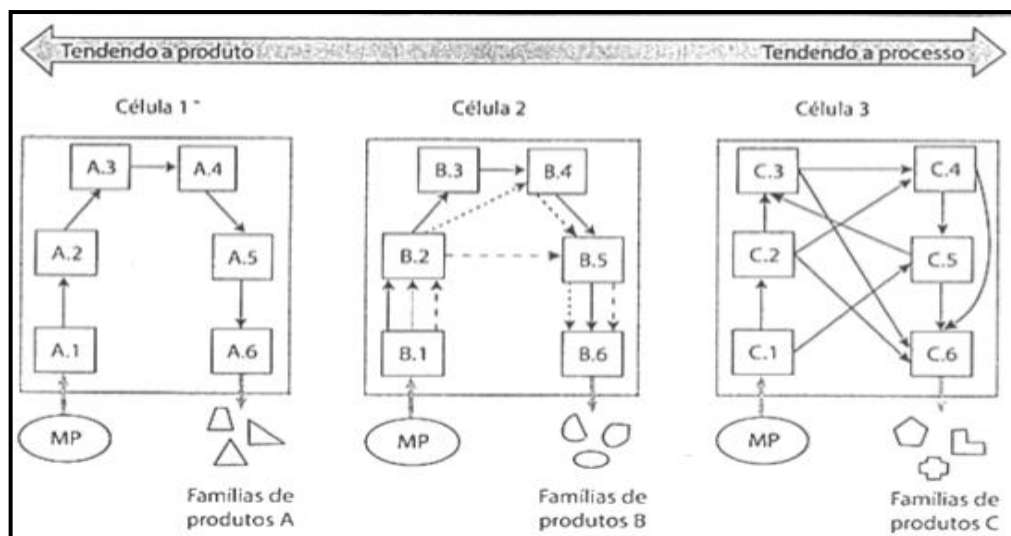 Tendendo a produto
Tendendo a processo
Célula 1
Célula 2
Célula 3
A.3
A.4
A.2
A.5
A.1
A.6
MP
Famílias de
produtos A
B.3
B.4
B.2
B.5
B.1
B.6
MP
Famílias de
produtos B
C.3
C.4
C.2
C.5
C.1
C.6
MP
Famílias de
produtos C